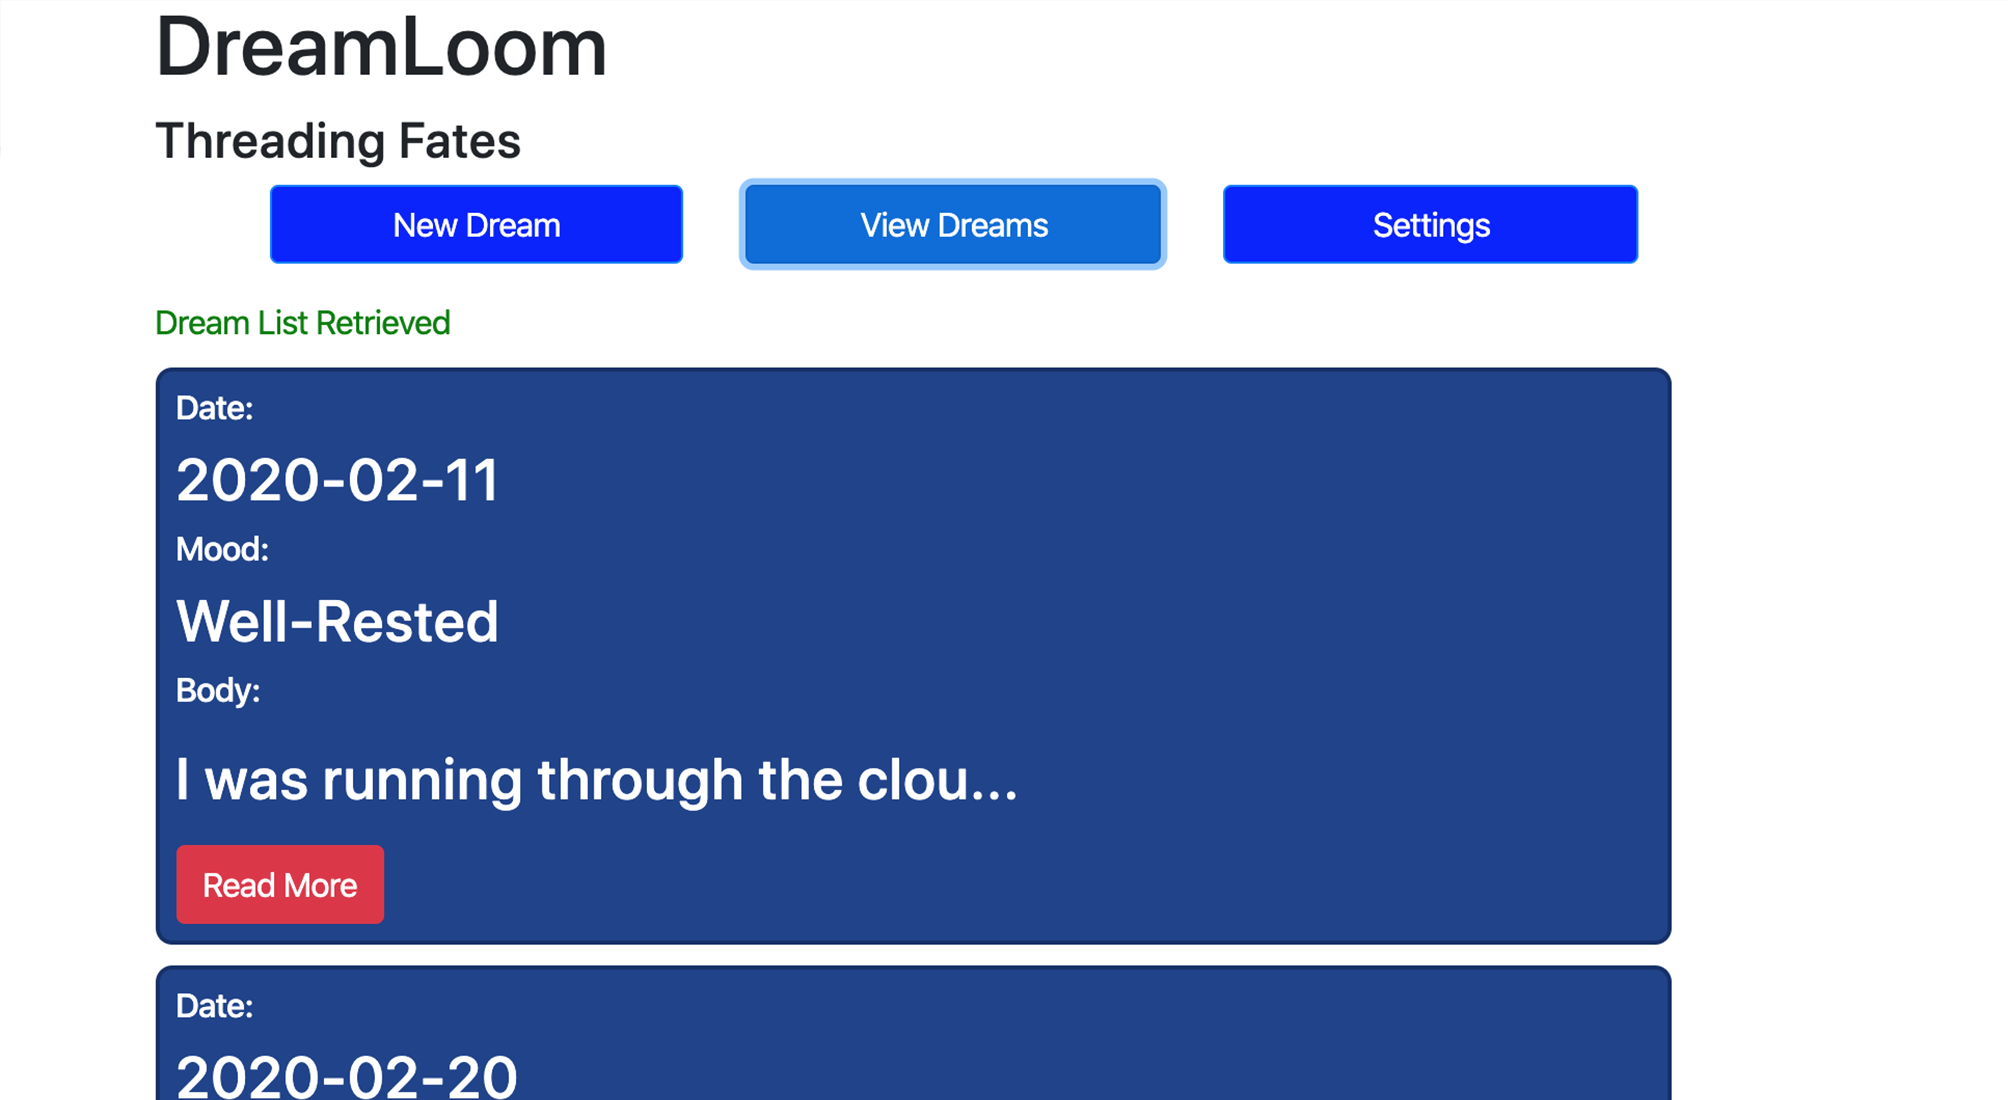 DreamLoom
Threading Fates
New Dream
View Dreams
Settings
Dream List Retrieved
Date:
2020-02-11
Mood:
Well-Rested
Body:
I was running through the clou...
Read More
Date:
2020-02-20